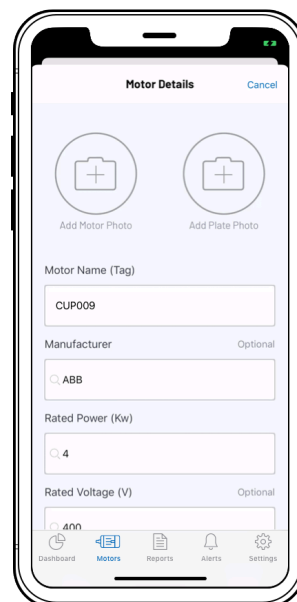 Motor Details Cancel
Add Motor Photo Add Plate Photo
Motor Name (Tag)
CUP009
Manufacturer Optional
ABB
Rated Power (Kw)
4
Rated Voltage (V) Optional
400
Dashboard Motors Reports Alerts Settings